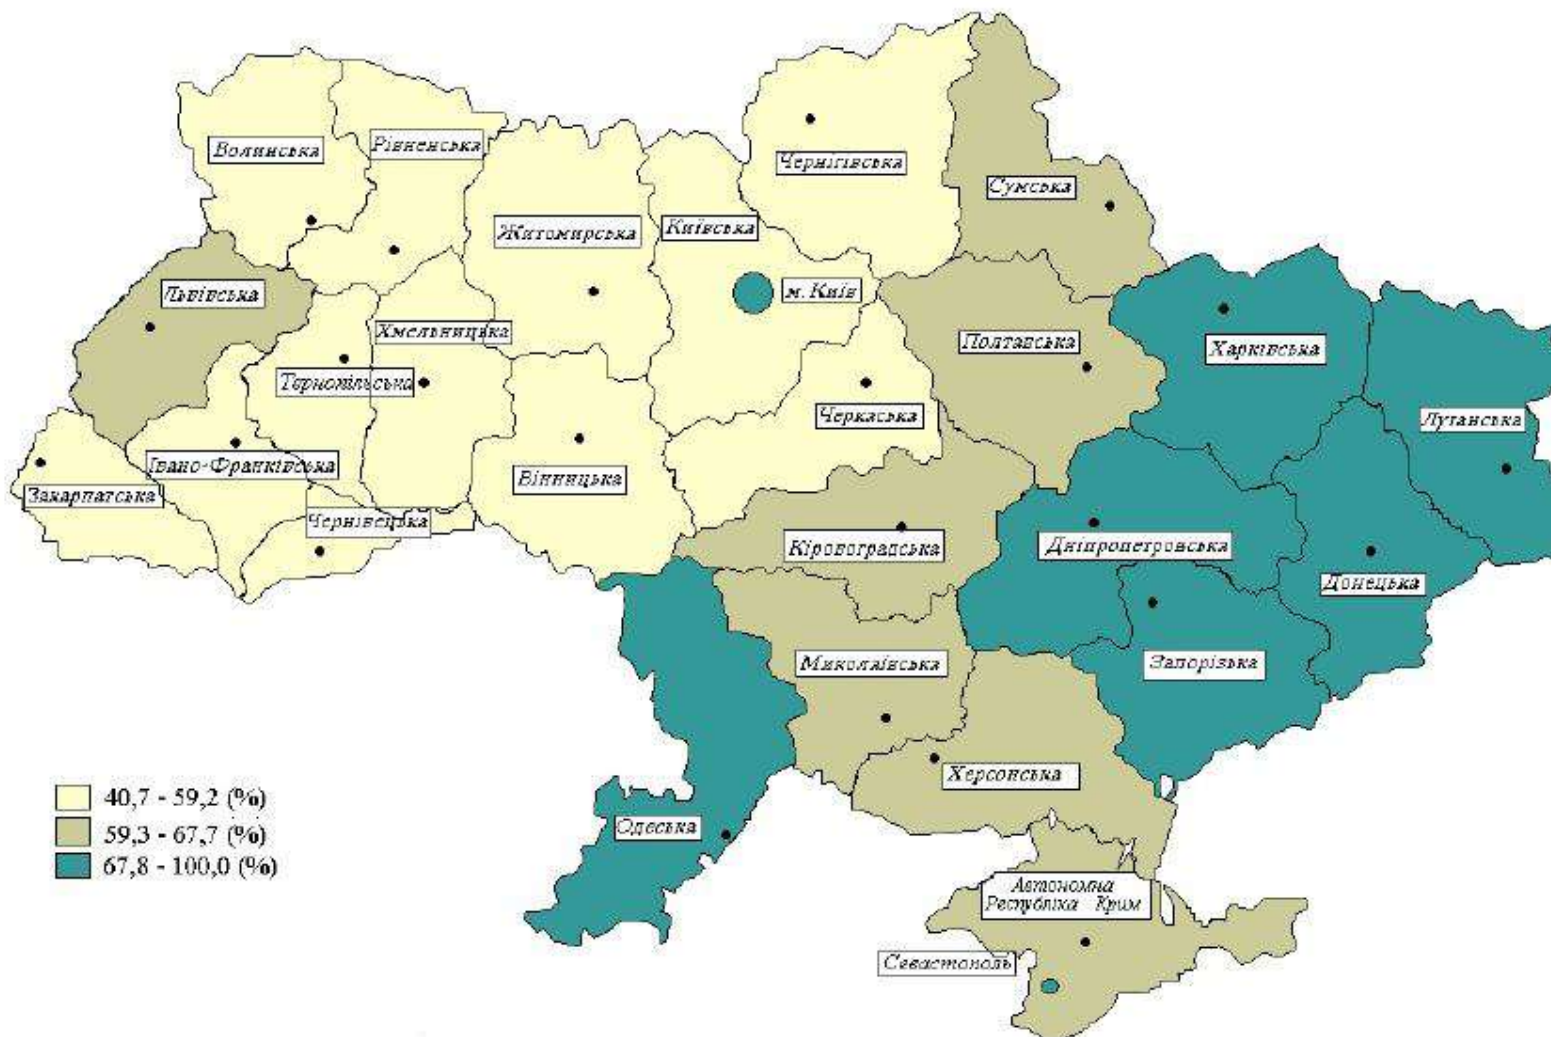 Волинська
Рівненська
Чернігівська
Сумська
Житомирська
Київська
м. Київ
Львівська
Хмельницька
Тернопільська
Полтавська
Харківська
Черкаська
Луганська
Івано-Франківська
Закарпатська
Вінницька
Чернівецька
Кіровоградська
Дніпропетровська
Донецька
Миколаївська
Запорізька
Херсонська
Одеська
40,7 - 59,2 (%)
59,3 - 67,7 (%)
67,8 - 100,0 (%)
Автономна
Республіка Крим
Севастополь